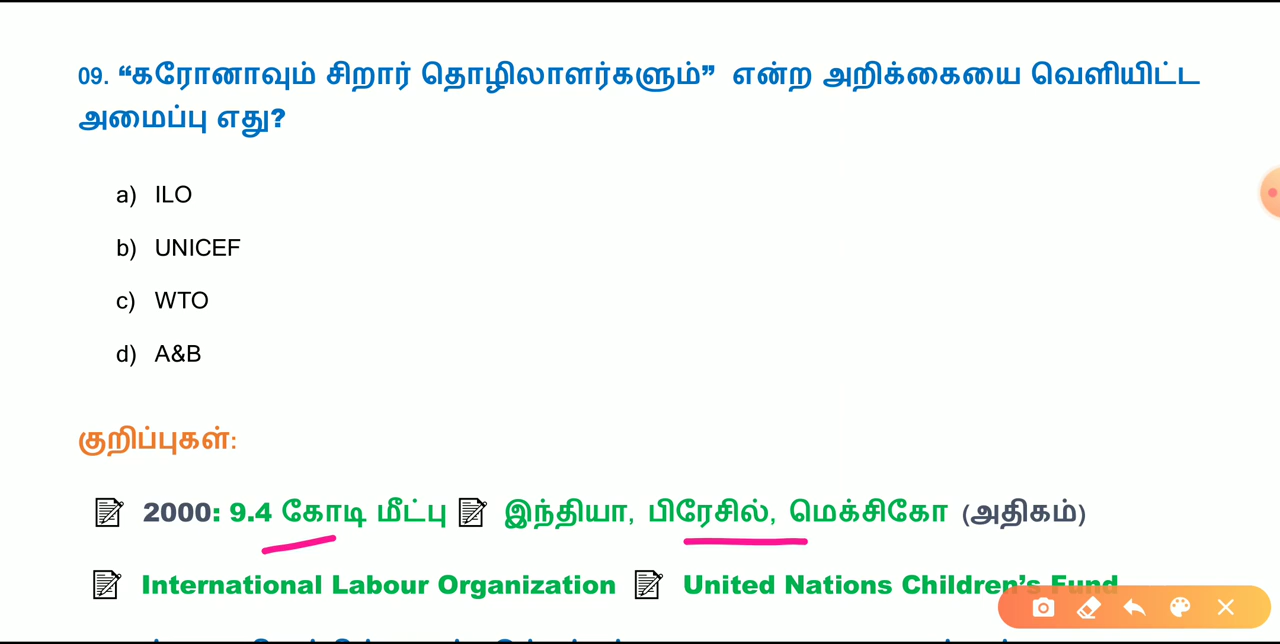 09. “கரோனாவும் சிறார் தொழிலாளர்களும்” என்ற அறிக்கையை வெளியிட்ட
அமைப்பு எது?
a) ILO
b) UNICEF
c) WTO
d) A&B
குறிப்புகள்:
2000: 9.4 கோடி மீட்பு இந்தியா, பிரேசில், மெக்சிகோ (அதிகம்)
International Labour Organization United Nations Children’s Fund